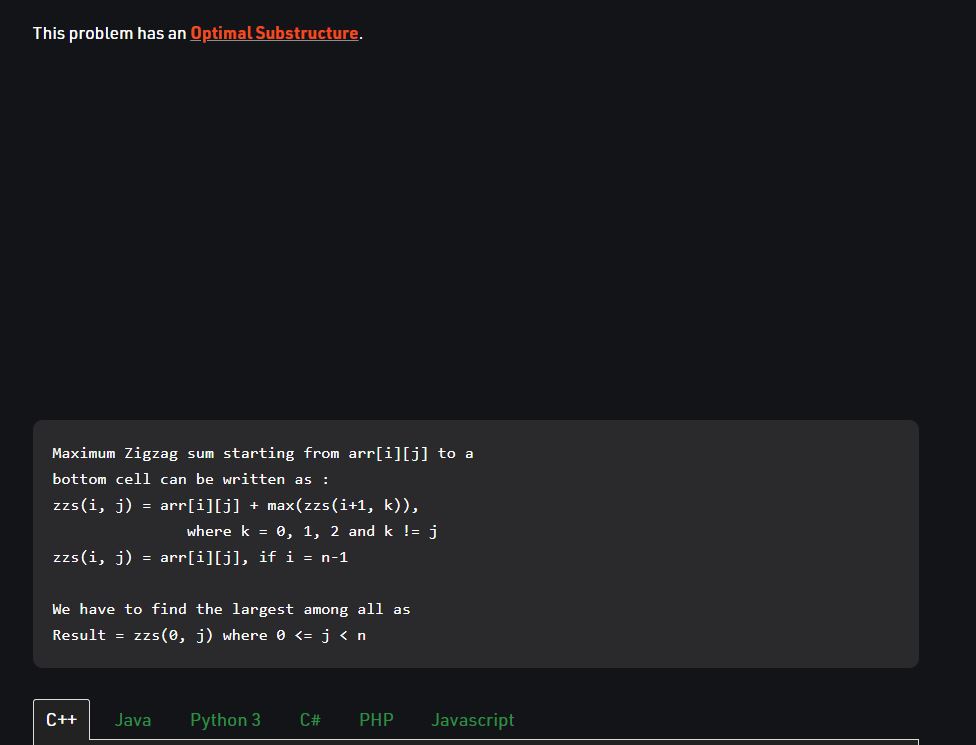 This problem has an Optimal Substructure.
Maximum Zigzag sum starting from arr[i][j] to a
bottom cell can be written as :
zzs(i, j) = arr[i][j] + max(zzs(i+1, k)),
where k = 0, 1, 2 and k != j
zzs(i, j) = arr[i][j], if i = n-1
We have to find the largest among all as
Result = zzs(0, j) where 0 <= j < n
C++ Java Python 3 C# PHP Javascript